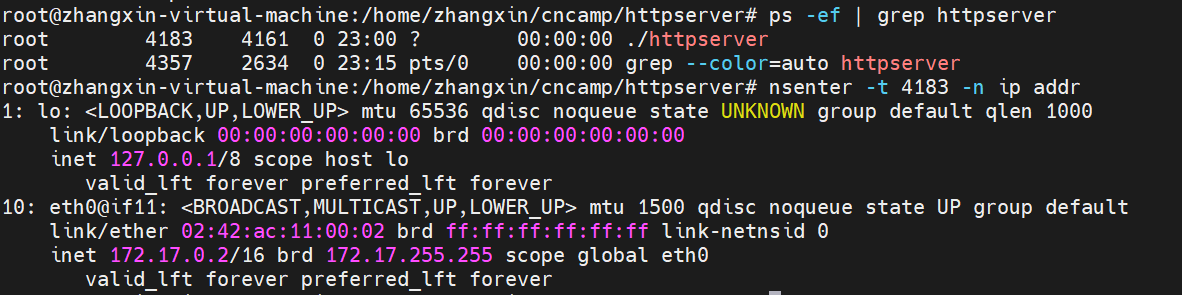 root@zhangxin-virtual-machine:/home/zhangxin/cncamp/httpserver# ps -ef | grep httpserver
root        4183    4161  0 23:00 ?        00:00:00 ./httpserver
root        4357    2634  0 23:15 pts/0    00:00:00 grep --color=auto httpserver
root@zhangxin-virtual-machine:/home/zhangxin/cncamp/httpserver# nsenter -t 4183 -n ip addr
1: lo: <LOOPBACK,UP,LOWER_UP> mtu 65536 qdisc noqueue state UNKNOWN group default qlen 1000
    link/loopback 00:00:00:00:00:00 brd 00:00:00:00:00:00
    inet 127.0.0.1/8 scope host lo
       valid_lft forever preferred_lft forever
10: eth0@if11: <BROADCAST,MULTICAST,UP,LOWER_UP> mtu 1500 qdisc noqueue state UP group default
    link/ether 02:42:ac:11:00:02 brd ff:ff:ff:ff:ff:ff link-netnsid 0
    inet 172.17.0.2/16 brd 172.17.255.255 scope global eth0
       valid_lft forever preferred_lft forever